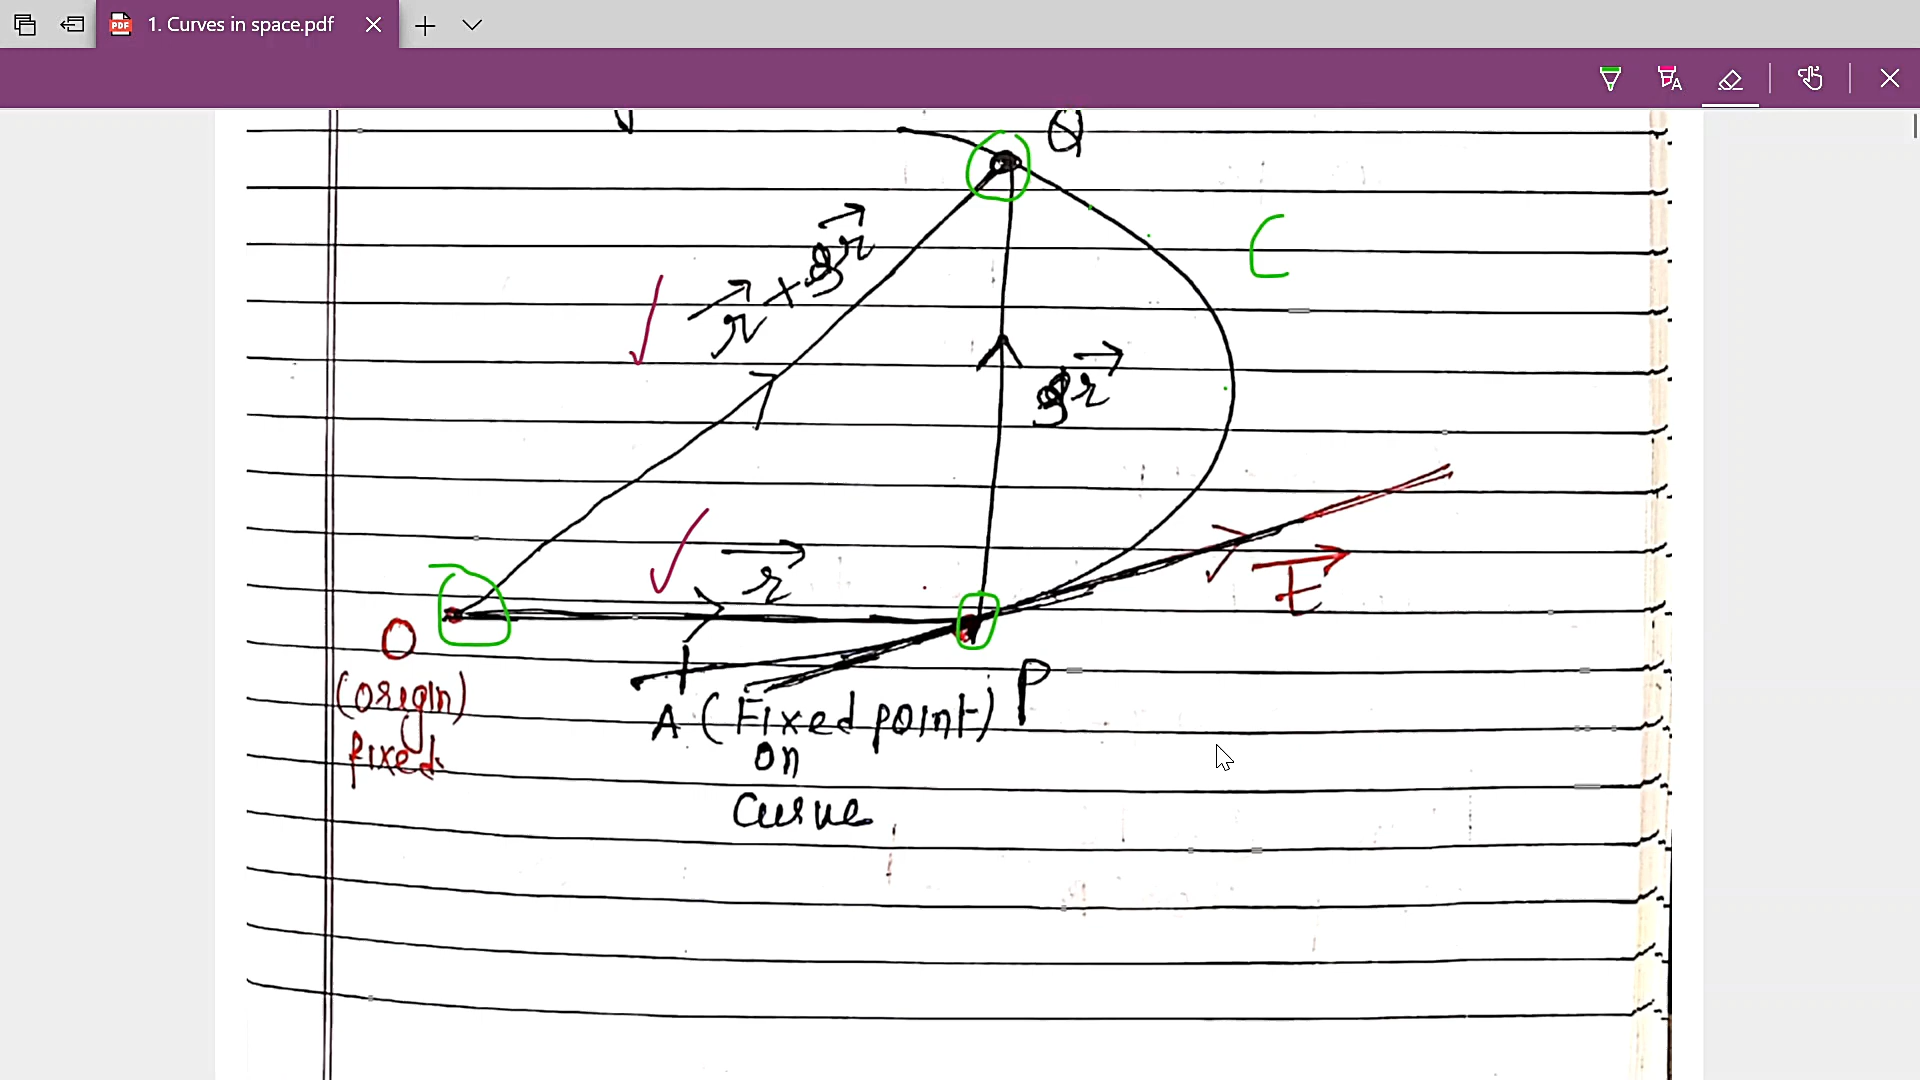 1. Curves in space.pdf
Q
C
r + δr
δr
r
t
O
(origin)
fixed
P
A (Fixed point)
on
Curve